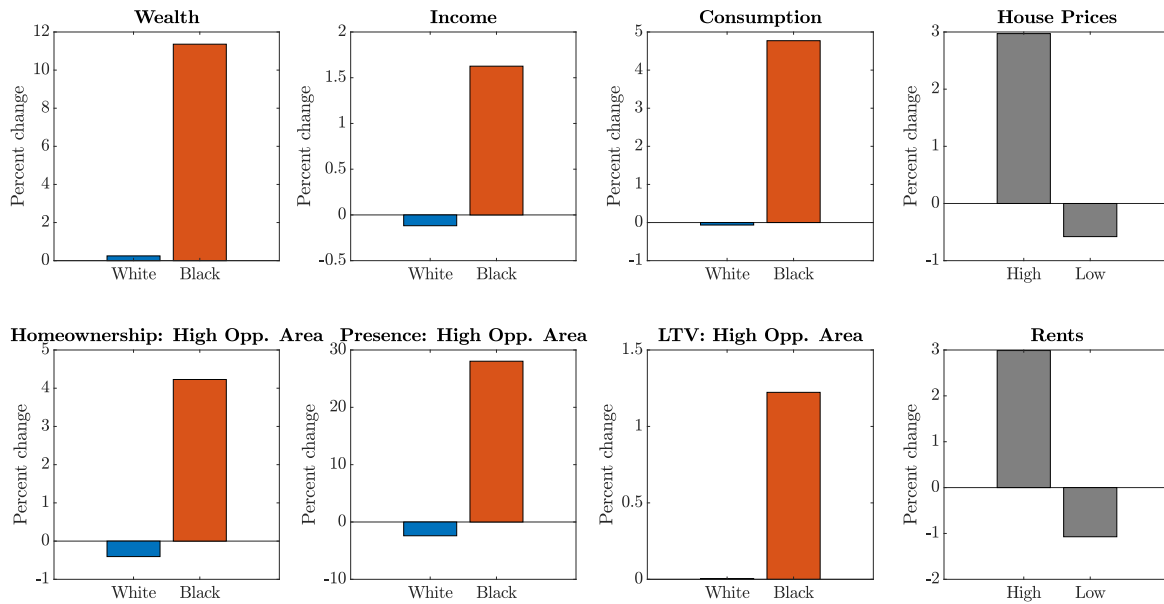 Wealth
Percent change
12
10
8
6
4
2
0
White
Black
Income
Percent change
2
1.5
1
0.5
0
-0.5
White
Black
Consumption
Percent change
5
4
3
2
1
0
-1
White
Black
House Prices
Percent change
3
2
1
0
-1
High
Low
Homeownership: High Opp. Area
Percent change
5
4
3
2
1
0
-1
White
Black
Presence: High Opp. Area
Percent change
30
20
10
0
-10
White
Black
LTV: High Opp. Area
Percent change
1.5
1
0.5
0
White
Black
Rents
Percent change
3
2
1
0
-1
-2
High
Low